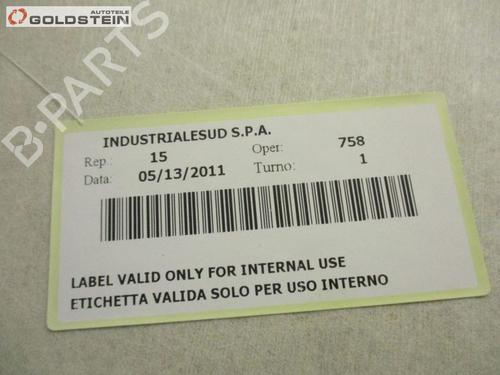 AUTOTEILE
GOLDSTEIN
B-PARTS
INDUSTRIALESUD S.P.A.
Rep.: 15 Oper: 758
Data: 05/13/2011 Turno: 1
LABEL VALID ONLY FOR INTERNAL USE
ETICHETTA VALIDA SOLO PER USO INTERNO